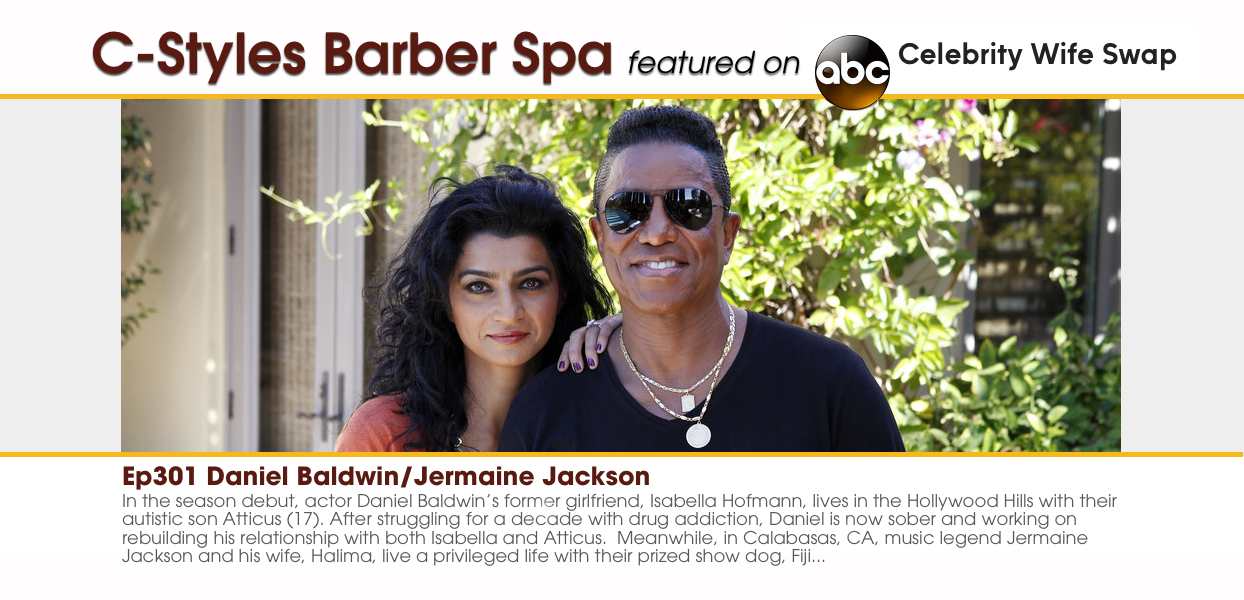 C-Styles Barber Spa featured on abc Celebrity Wife Swap
Ep301 Daniel Baldwin/Jermaine Jackson
In the season debut, actor Daniel Baldwin's former girlfriend, Isabella Hofmann, lives in the Hollywood Hills with their
autistic son Atticus (17). After struggling for a decade with drug addiction, Daniel is now sober and working on
rebuilding his relationship with both Isabella and Atticus.  Meanwhile, in Calabasas, CA, music legend Jermaine
Jackson and his wife, Halima, live a privileged life with their prized show dog, Fiji...